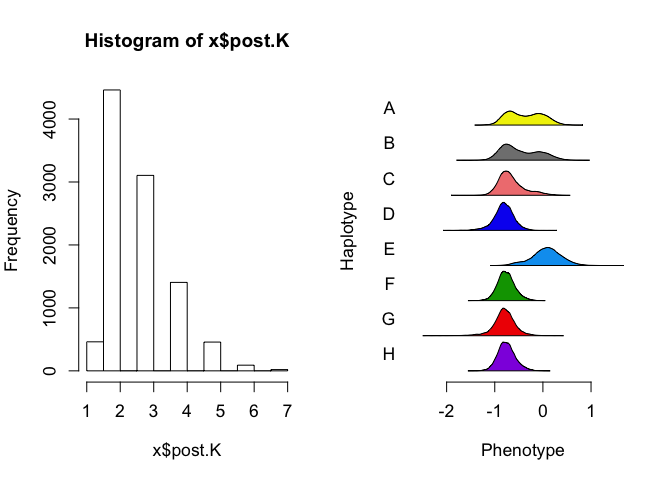 Histogram of x$post.K
Frequency
0
1000
2000
3000
4000
1 2 3 4 5 6 7
x$post.K
Haplotype
A
B
C
D
E
F
G
H
-2 -1 0 1
Phenotype